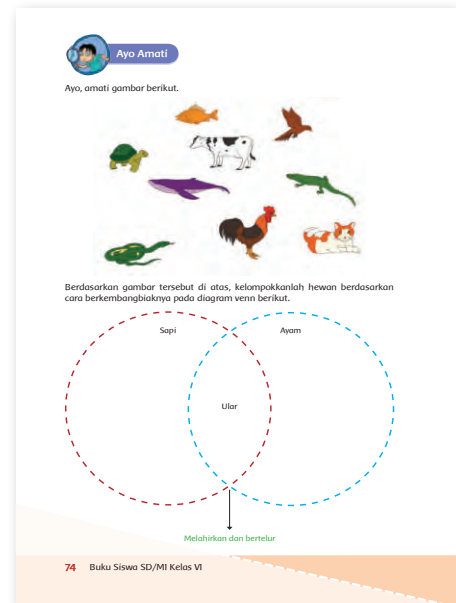 Ayo Amati
Ayo, amati gambar berikut.
Berdasarkan gambar tersebut di atas, kelompokkanlah hewan berdasarkan
cara berkembangbiaknya pada diagram venn berikut.
Sapi
Ayam
Ular
Melahirkan dan bertelur
74 Buku Siswa SD/MI Kelas VI